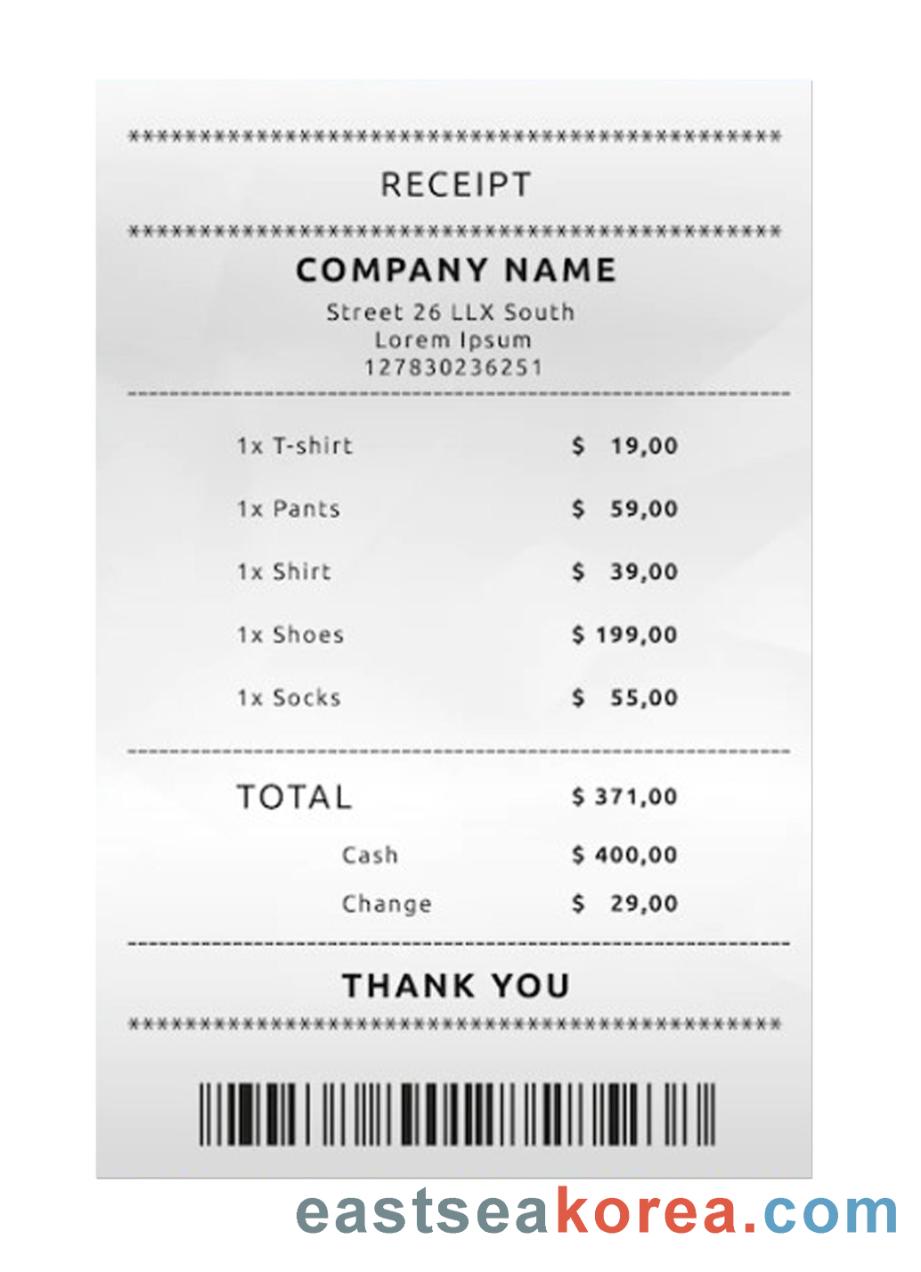 **********************************************
RECEIPT
**********************************************
COMPANY NAME
Street 26 LLX South
Lorem Ipsum
127830236251
--------------------------------------------------------------------------------
1x T-shirt $ 19,00
1x Pants $ 59,00
1x Shirt $ 39,00
1x Shoes $ 199,00
1x Socks $ 55,00
--------------------------------------------------------------------------------
TOTAL $ 371,00
Cash $ 400,00
Change $ 29,00
--------------------------------------------------------------------------------
THANK YOU
**********************************************
eastseakorea.com